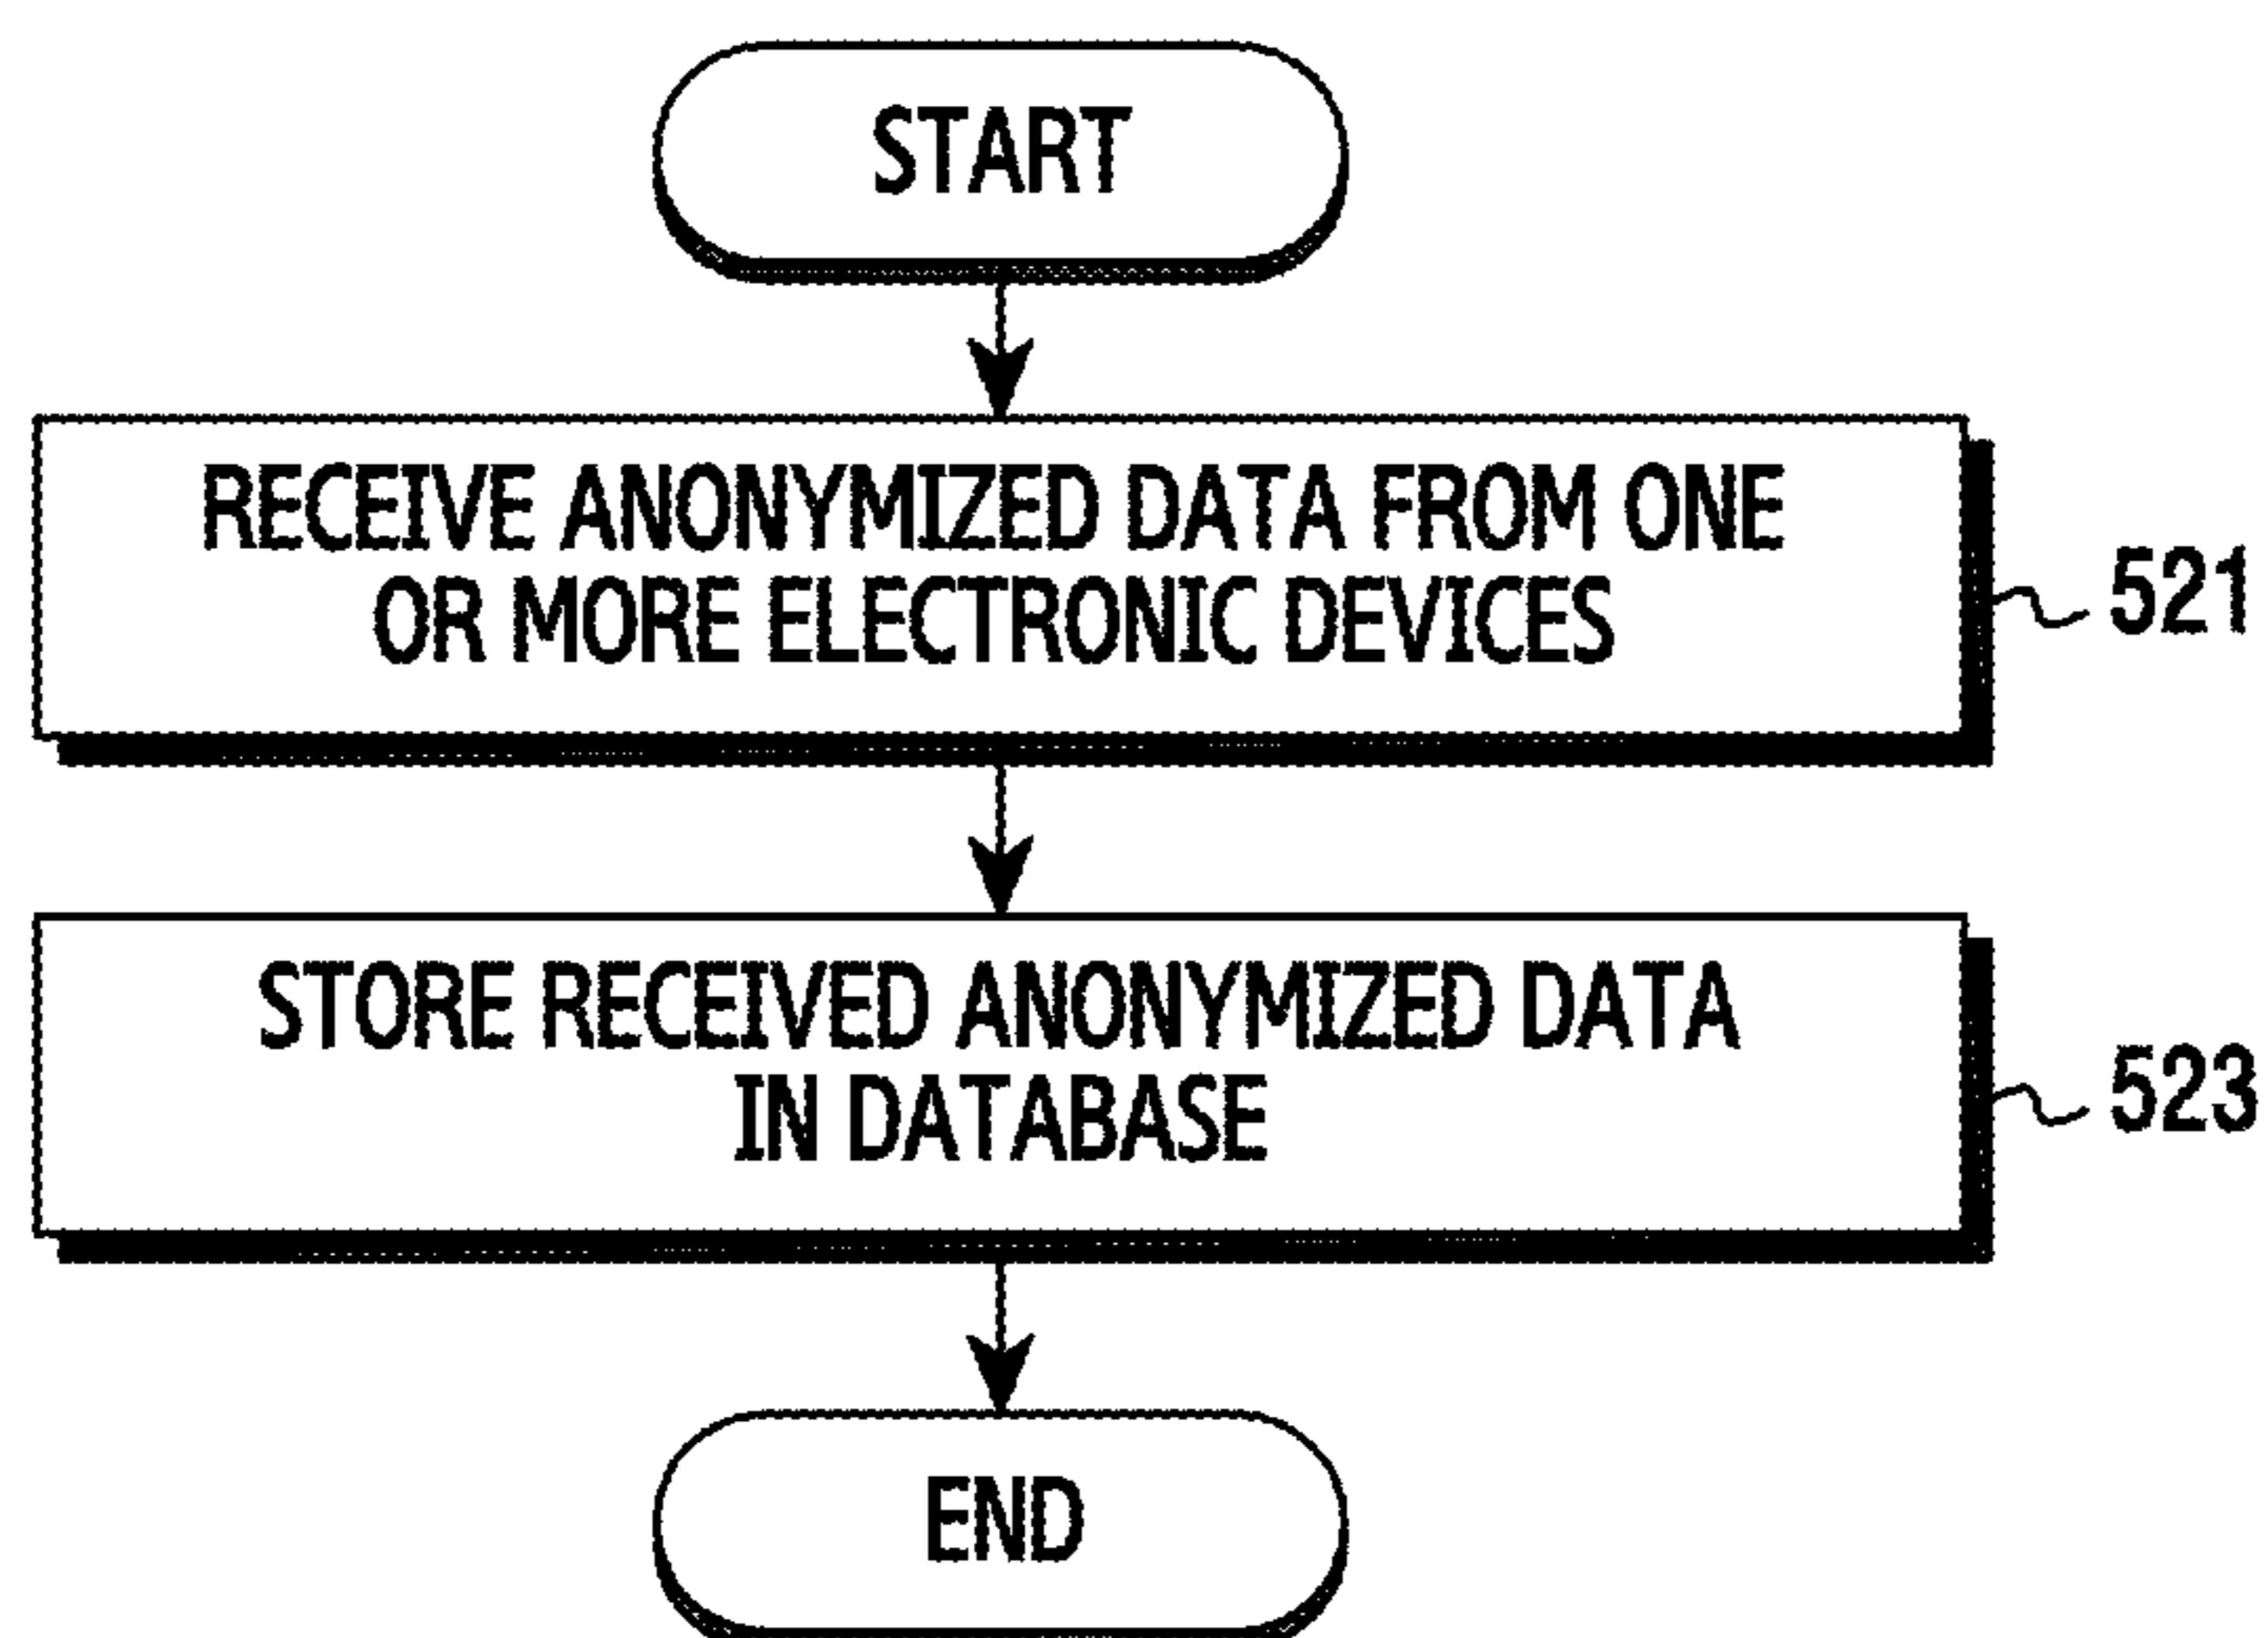 START
RECEIVE ANONYMIZED DATA FROM ONE
OR MORE ELECTRONIC DEVICES
521
STORE RECEIVED ANONYMIZED DATA
IN DATABASE
523
END